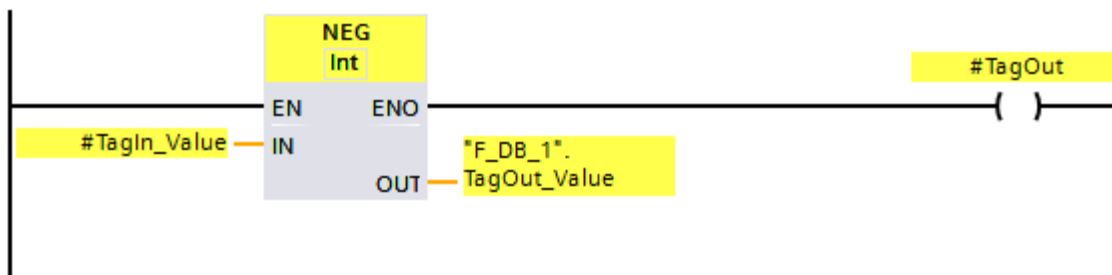 NEG
Int
#TagOut
EN ENO
#TagIn_Value IN
"F_DB_1".
OUT TagOut_Value